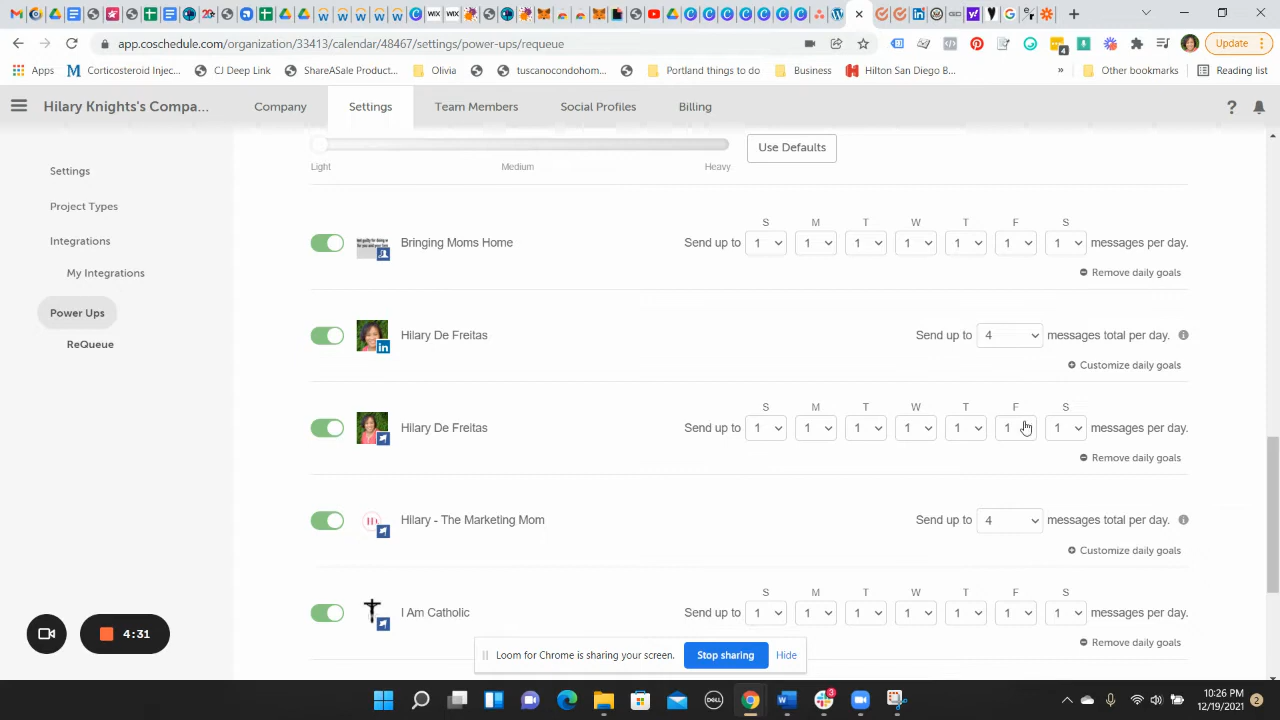 Update
app.coschedule.com/organization/33413/calendar/48467/settings/power-ups/requeue
Apps
Corticosteroid Injec...
CJ Deep Link
ShareASale Product...
Olivia
tuscanocondohom...
Portland things to do
Business
Hilton San Diego B...
»
Other bookmarks
Reading list
Hilary Knights's Compa...
Company
Settings
Team Members
Social Profiles
Billing
Settings
Project Types
Integrations
My Integrations
Power Ups
ReQueue
Light
Medium
Heavy
Use Defaults
S M T W T F S
Bringing Moms Home
Send up to 1 1 1 1 1 1 1 messages per day.
Remove daily goals
Hilary De Freitas
Send up to 4 messages total per day.
Customize daily goals
S M T W T F S
Hilary De Freitas
Send up to 1 1 1 1 1 1 1 messages per day.
Remove daily goals
Hilary - The Marketing Mom
Send up to 4 messages total per day.
Customize daily goals
S M T W T F S
I Am Catholic
Send up to 1 1 1 1 1 1 1 messages per day.
Remove daily goals
4:31
Loom for Chrome is sharing your screen.
Stop sharing
Hide
10:26 PM
12/19/2021